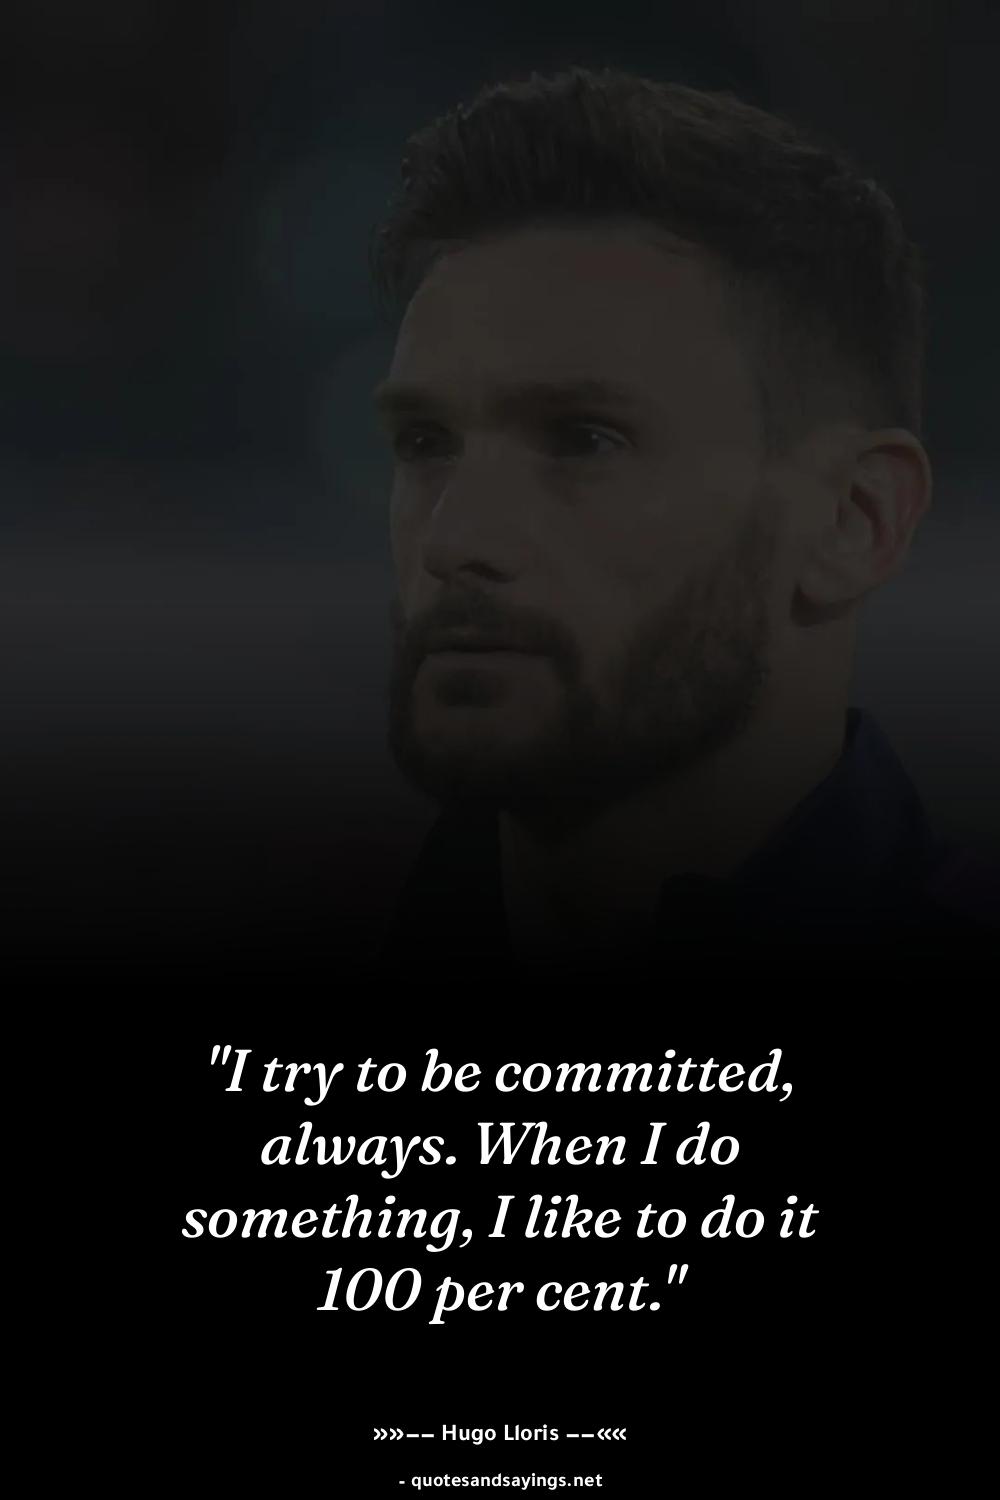 "I try to be committed,
always. When I do
something, I like to do it
100 per cent."
»»—— Hugo Lloris ——««
- quotesandsayings.net